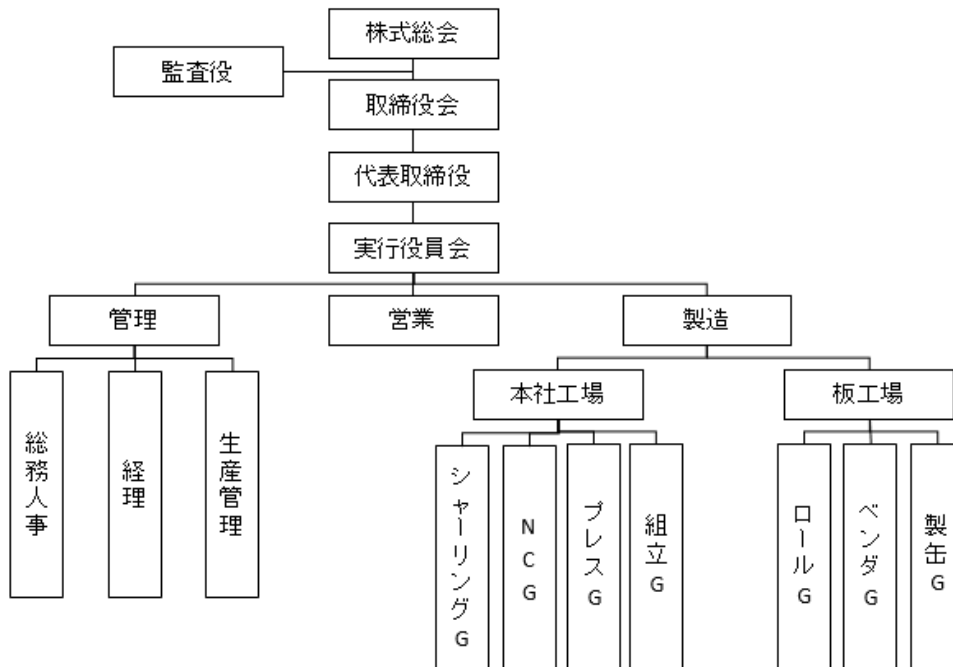 株式総会
監査役
取締役会
代表取締役
実行役員会
管理
営業
製造
本社工場
板工場
総務人事
経理
生産管理
シャーリングG
NCG
プレスG
組立G
ロールG
ベンダG
製缶G